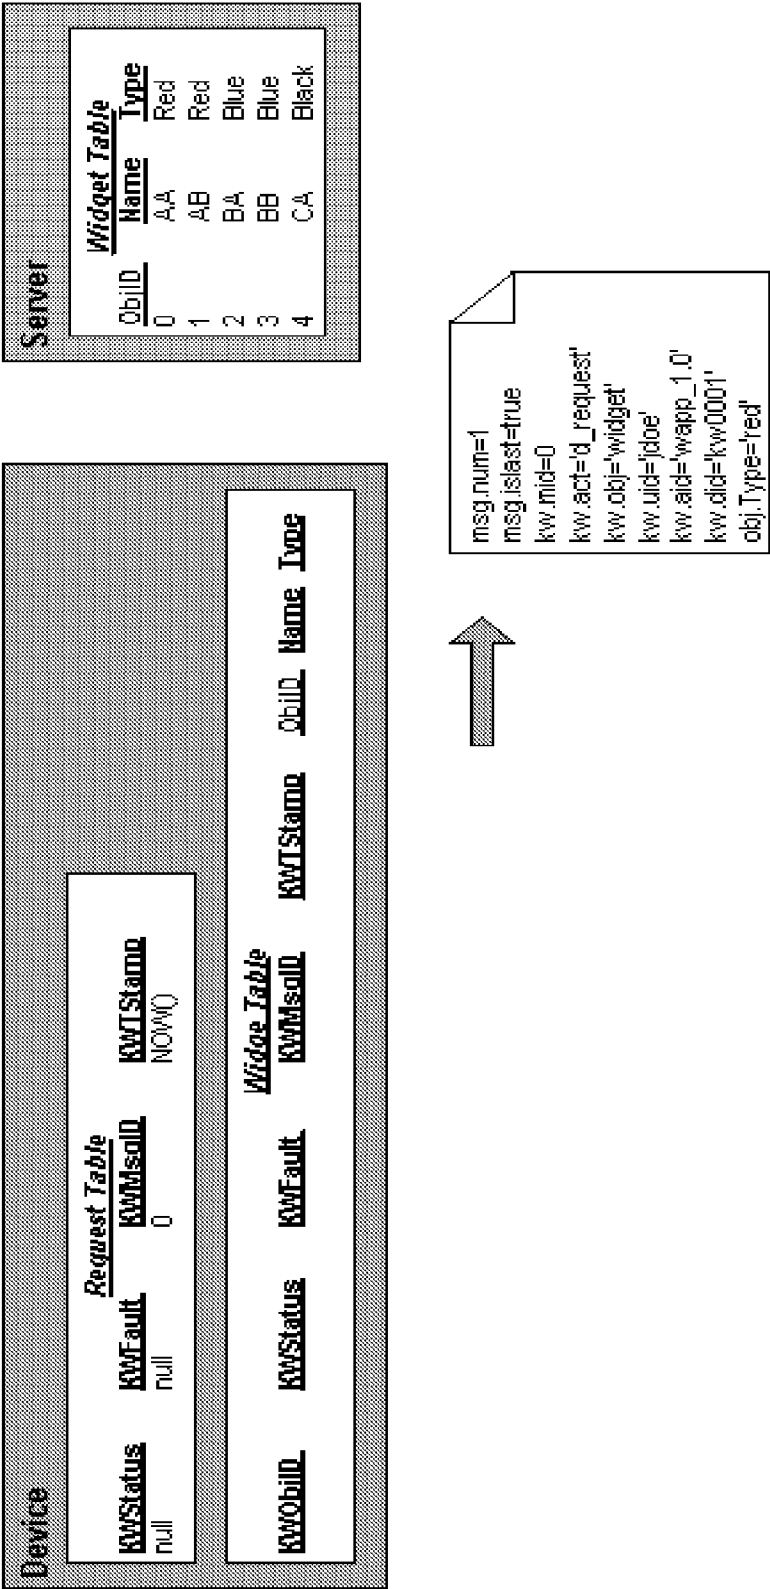 Device
Request Table
KWStatus KWFault KWMsgID KWTStamp
null null 0 NOW()
Widge Table
KWObjID KWStatus KWFault KWMsgID KWTStamp ObjID Name Type
Server
Widget Table
ObjID Name Type
0 AA Red
1 AB Red
2 BA Blue
3 BB Blue
4 CA Black
msg.num=1
msg.islast=true
kw.mid=0
kw.act='d_request'
kw.obj='widget'
kw.uid='jdoe'
kw.aid='wapp_1.0'
kw.did='kw0001'
obj.Type='red'